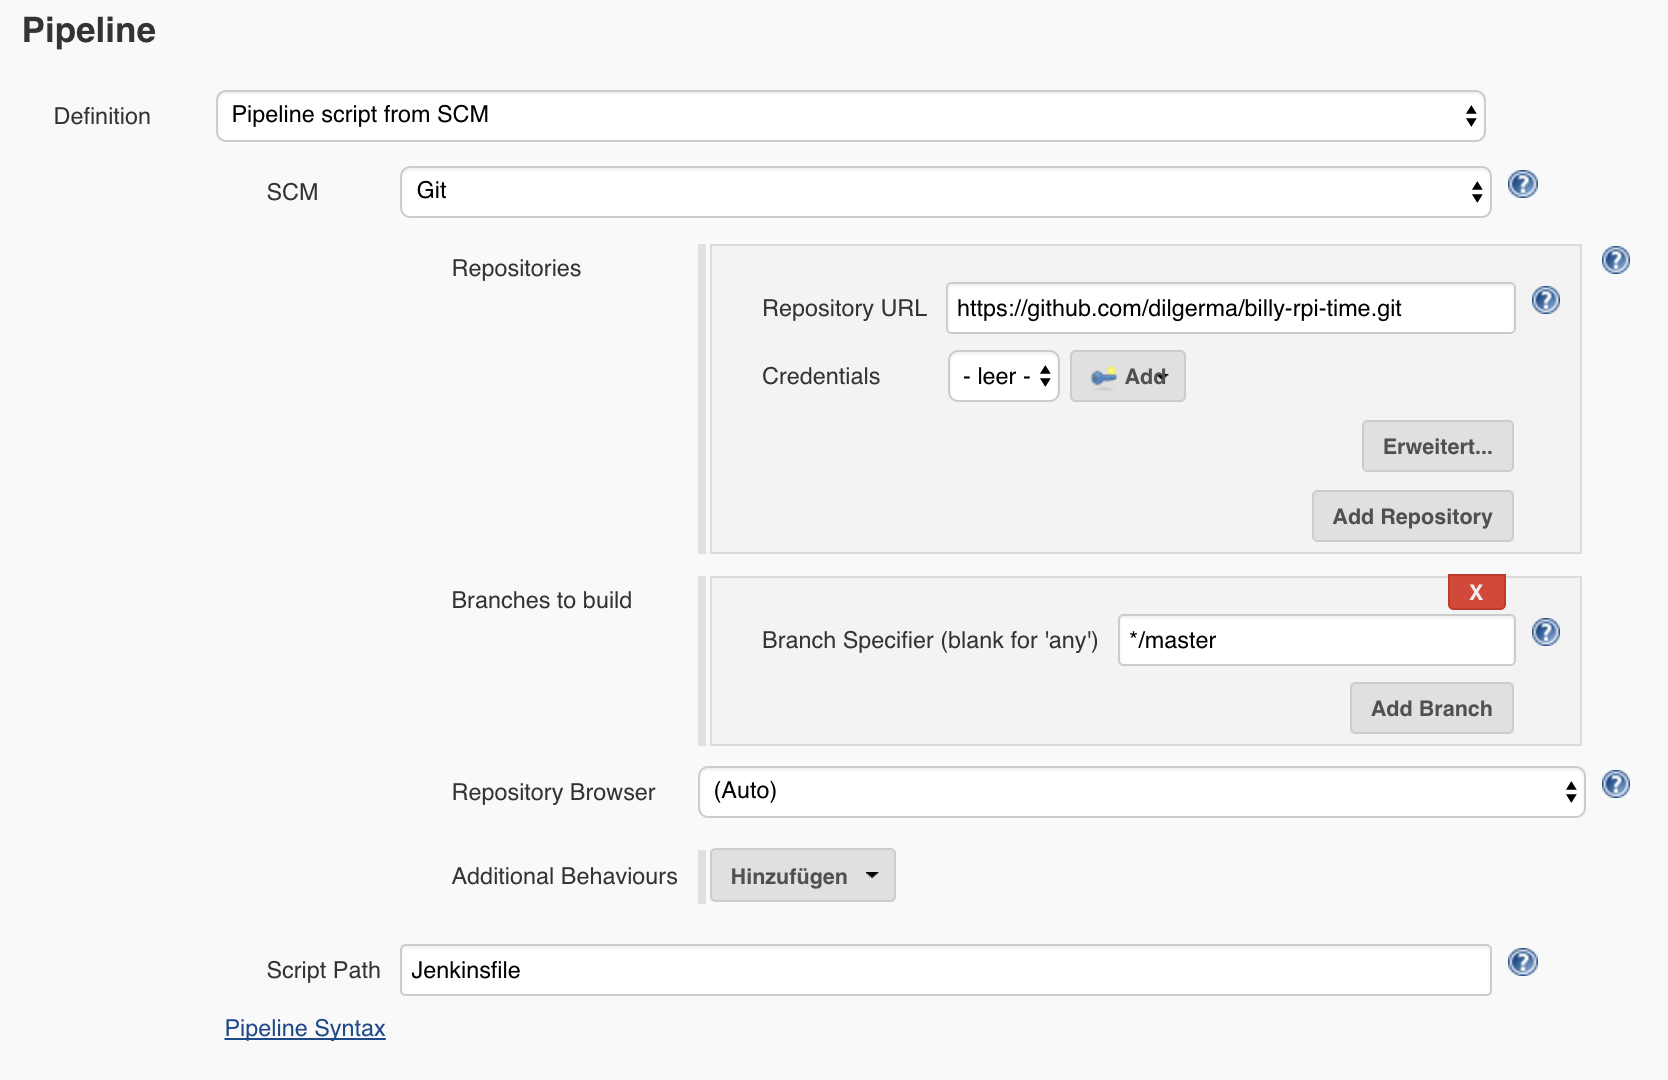 Pipeline
Definition
Pipeline script from SCM
SCM
Git
Repositories
Repository URL
https://github.com/dilgerma/billy-rpi-time.git
Credentials
- leer -
Add
Erweitert...
Add Repository
Branches to build
X
Branch Specifier (blank for 'any')
*/master
Add Branch
Repository Browser
(Auto)
Additional Behaviours
Hinzufügen
Script Path
Jenkinsfile
Pipeline Syntax